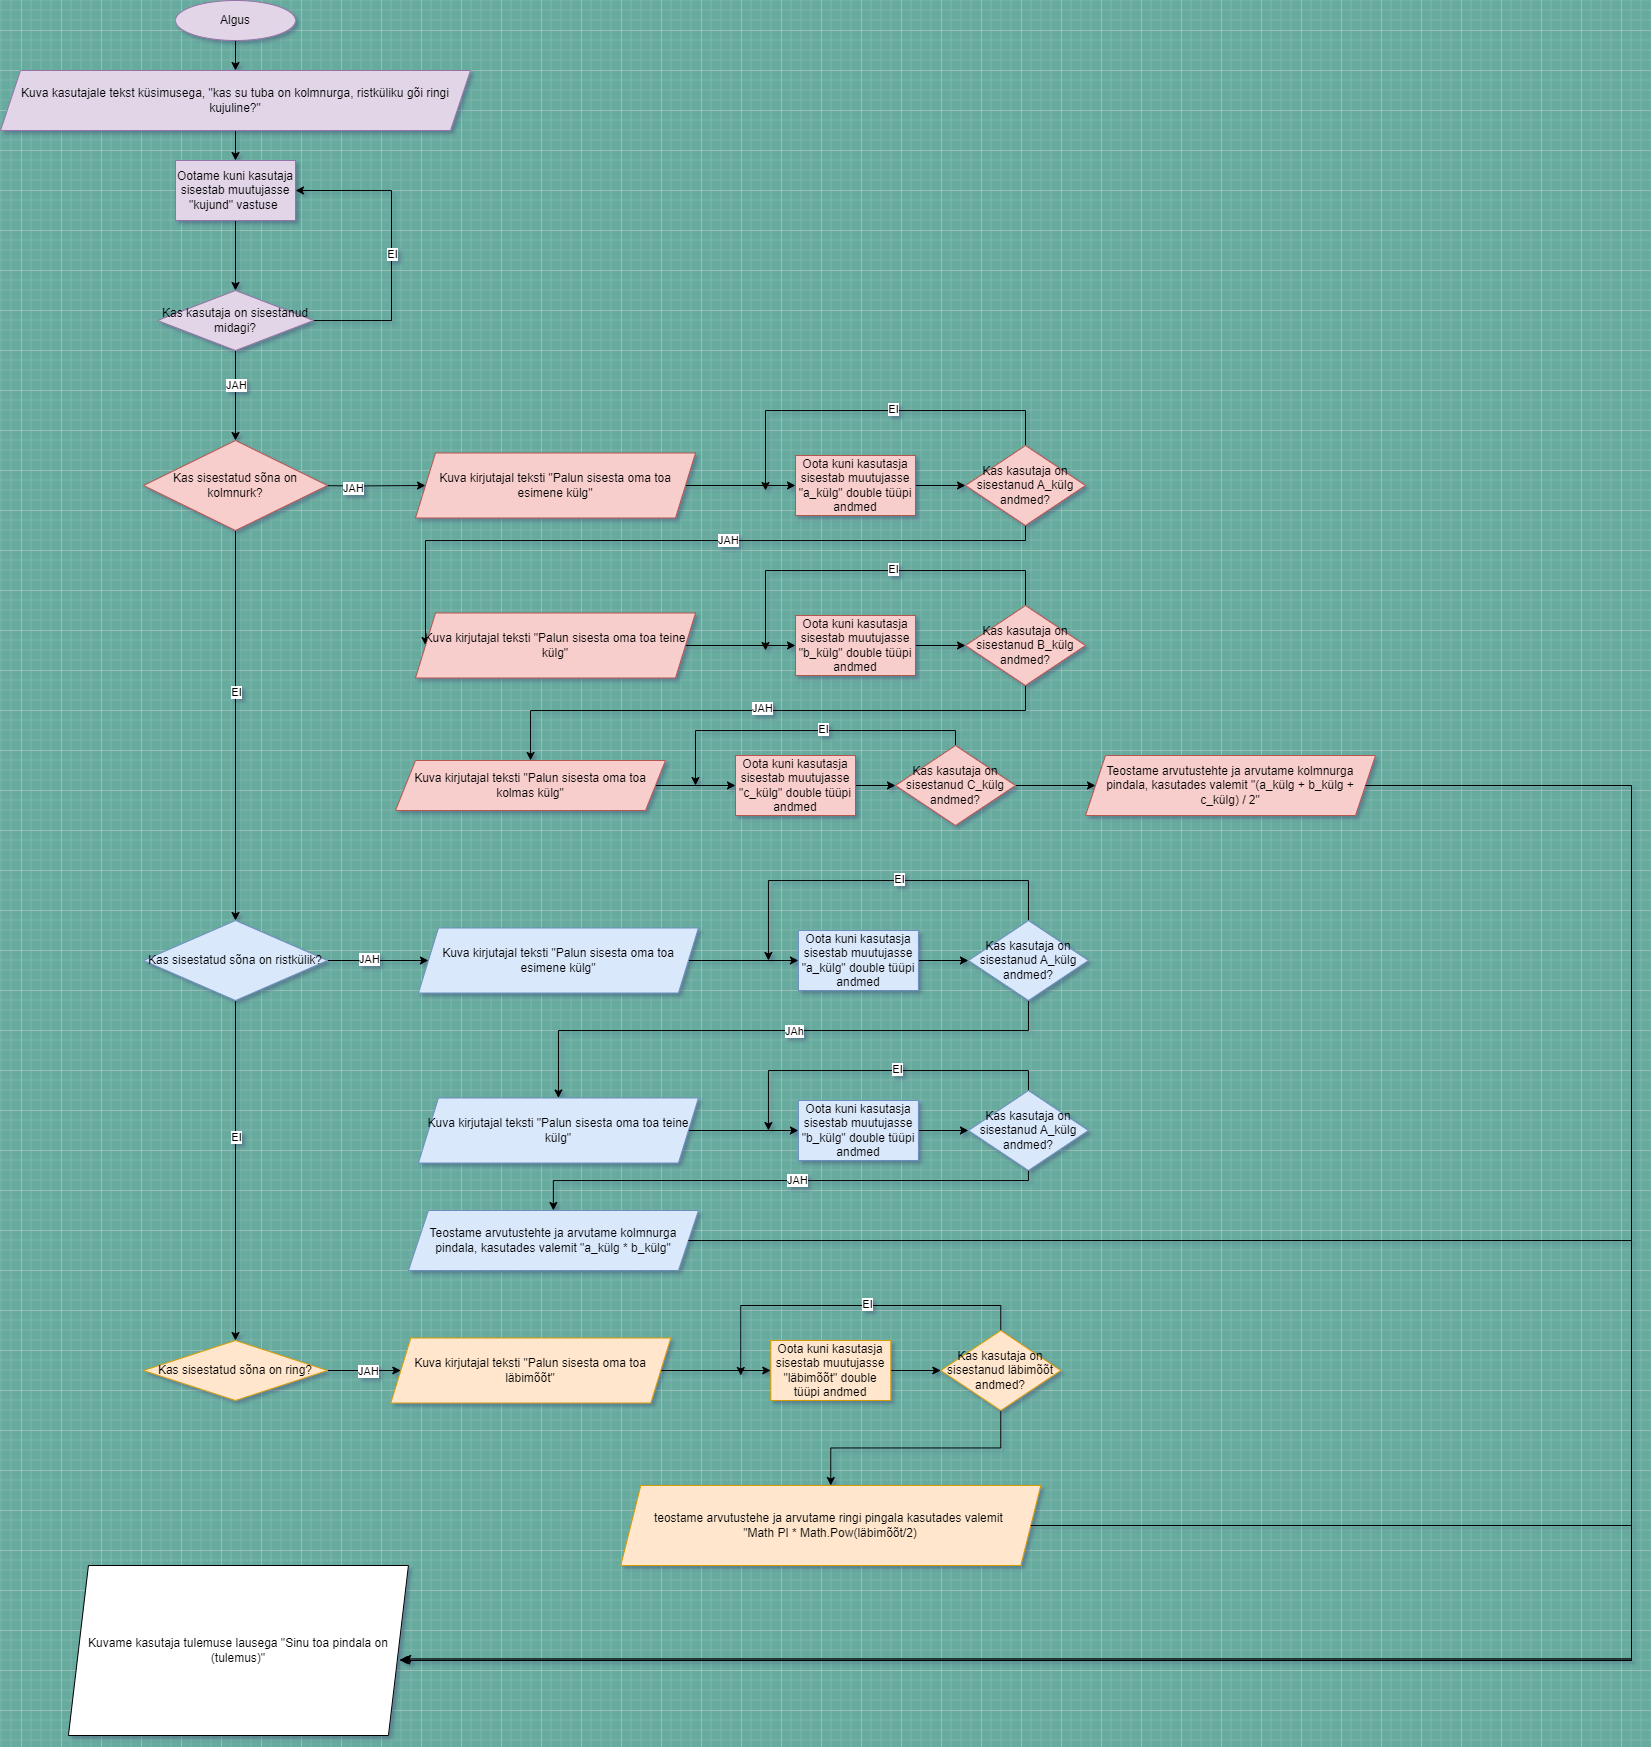 Algus
Kuva kasutajale tekst küsimusega, "kas su tuba on kolmnurga, ristküliku gõi ringi
kujuline?"
Ootame kuni kasutaja
sisestab muutujasse
"kujund" vastuse
EI
Kas kasutaja on sisestanud
midagi?
JAH
Kas sisestatud sõna on
kolmnurk?
JAH
Kuva kirjutajal teksti "Palun sisesta oma toa
esimene külg"
EI
Oota kuni kasutasja
sisestab muutujasse
"a_külg" double tüüpi
andmed
Kas kasutaja on
sisestanud A_külg
andmed?
JAH
EI
Kuva kirjutajal teksti "Palun sisesta oma toa teine
külg"
Oota kuni kasutasja
sisestab muutujasse
"b_külg" double tüüpi
andmed
Kas kasutaja on
sisestanud B_külg
andmed?
EI
JAH
EI
Kuva kirjutajal teksti "Palun sisesta oma toa
kolmas külg"
Oota kuni kasutasja
sisestab muutujasse
"c_külg" double tüüpi
andmed
Kas kasutaja on
sisestanud C_külg
andmed?
Teostame arvutustehte ja arvutame kolmnurga
pindala, kasutades valemit "(a_külg + b_külg +
c_külg) / 2"
Kas sisestatud sõna on ristkülik?
JAH
Kuva kirjutajal teksti "Palun sisesta oma toa
esimene külg"
EI
Oota kuni kasutasja
sisestab muutujasse
"a_külg" double tüüpi
andmed
Kas kasutaja on
sisestanud A_külg
andmed?
JAh
EI
Kuva kirjutajal teksti "Palun sisesta oma toa teine
külg"
Oota kuni kasutasja
sisestab muutujasse
"b_külg" double tüüpi
andmed
Kas kasutaja on
sisestanud A_külg
andmed?
EI
JAH
Teostame arvutustehte ja arvutame kolmnurga
pindala, kasutades valemit "a_külg * b_külg"
Kas sisestatud sõna on ring?
JAH
Kuva kirjutajal teksti "Palun sisesta oma toa
läbimõõt"
EI
Oota kuni kasutasja
sisestab muutujasse
"läbimõõt" double
tüüpi andmed
Kas kasutaja on
sisestanud läbimõõt
andmed?
teostame arvutustehe ja arvutame ringi pingala kasutades valemit
"Math PI * Math.Pow(läbimõõt/2)
Kuvame kasutaja tulemuse lausega "Sinu toa pindala on
(tulemus)"